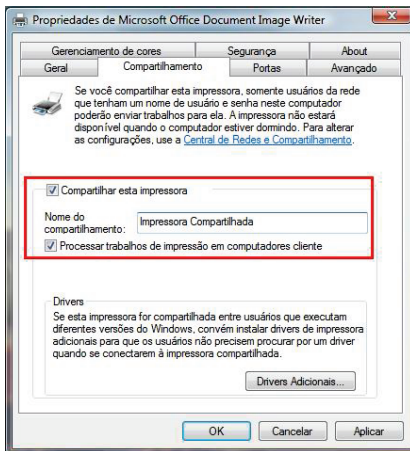 Propriedades de Microsoft Office Document Image Writer
Gerenciamento de cores Segurança About
Geral Compartilhamento Portas Avançado
Se você compartilhar esta impressora, somente usuários da rede
que tenham um nome de usuário e senha neste computador
poderão enviar trabalhos para ela. A impressora não estará
disponível quando o computador estiver dormindo. Para alterar
as configurações, use a Central de Redes e Compartilhamento.
Compartilhar esta impressora
Nome do
compartilhamento: Impressora Compartilhada
Processar trabalhos de impressão em computadores cliente
Drivers
Se esta impressora for compartilhada entre usuários que executam
diferentes versões do Windows, convém instalar drivers de impressora
adicionais para que os usuários não precisem procurar por um driver
quando se conectarem à impressora compartilhada.
Drivers Adicionais...
OK Cancelar Aplicar